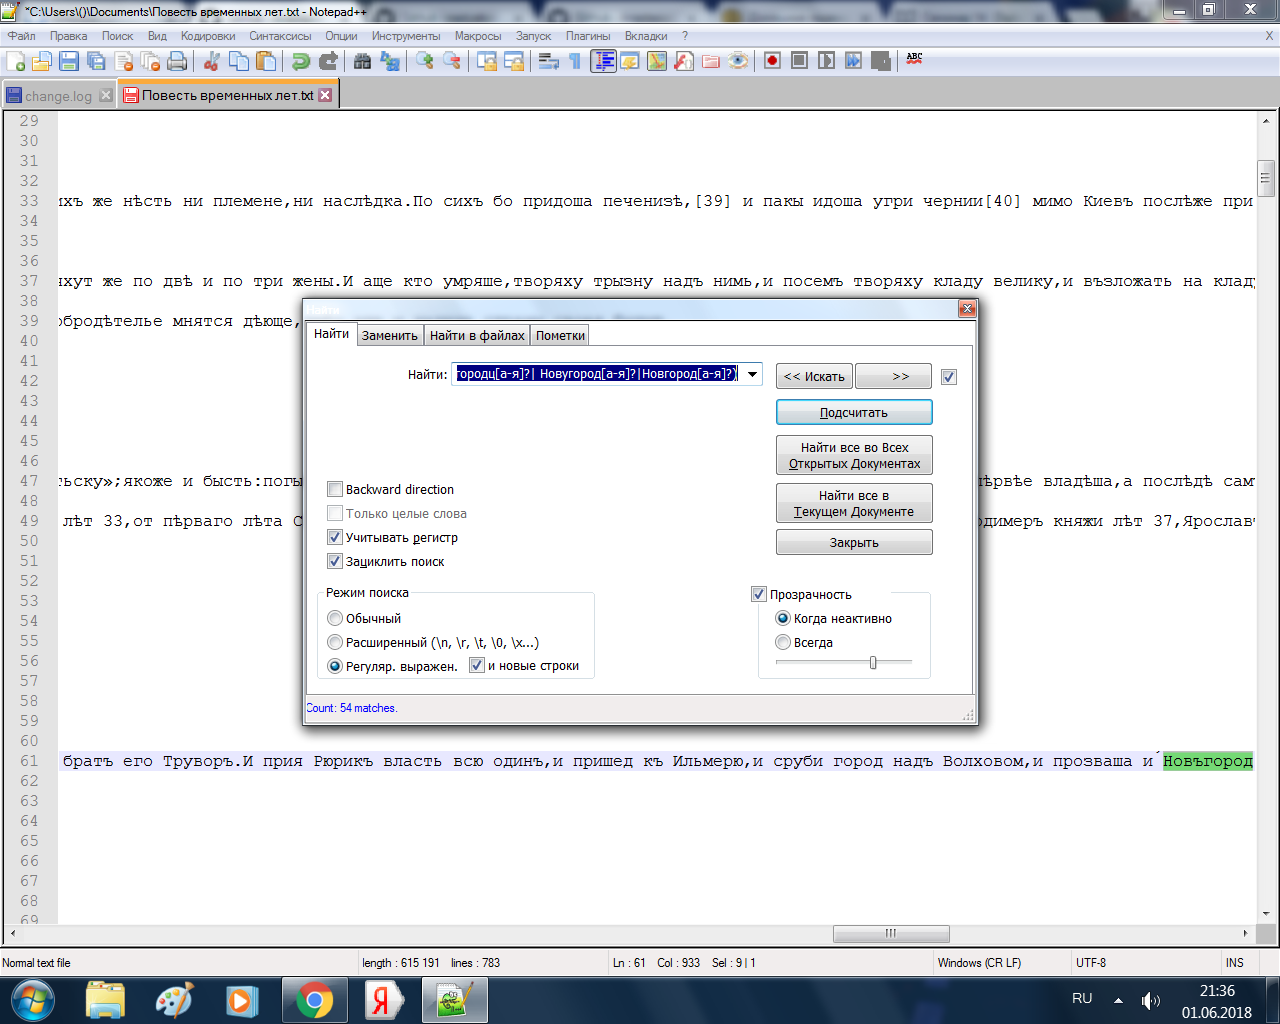 *C:\Users\()\Documents\Повесть временных лет.txt - Notepad++
Файл Правка Поиск Вид Кодировки Синтаксисы Опции Инструменты Макросы Запуск Плагины Вкладки ? X
ABC
change.log Повесть временных лет.txt
29
30
31
32
33 ихъ же нѣсть ни племене,ни наслѣдка.По сихъ бо придоша печенизѣ,[39] и пакы идоша угри чернии[40] мимо Киевъ послѣже при
34
35
36
37 яхут же по двѣ и по три жены.И аще кто умряше,творяху трызну надъ нимь,и посемъ творяху кладу велику,и възложать на кладу
38
39 обродѣтелье мнятся дѣюще,
40
41
42
43
44
45
46
47 тьску»;якоже и бысть:погы пѣрвѣе владѣша,а послѣдѣ сам
48
49 лѣт 33,от пѣрваго лѣта С одимеръ княжи лѣт 37,Ярослав
50
51
52
53
54
55
56
57
58
59
60
61 братъ его Труворъ.И прия Рюрикъ власть всю одинъ,и пришед къ Ильмерю,и сруби город надъ Волховом,и прозваша и Новъгород
62
63
64
65
66
67
68
69
Найти
Найти Заменить Найти в файлах Пометки
Найти: городц[а-я]?| Новугород[а-я]?|Новгород[а-я]?)
<< Искать >>
Подсчитать
Найти все во Всех
Открытых Документах
Найти все в
Текущем Документе
Закрыть
Backward direction
Только целые слова
Учитывать регистр
Зациклить поиск
Режим поиска
Обычный
Расширенный (\n, \r, \t, \0, \x...)
Регуляр. выражен. и новые строки
Прозрачность
Когда неактивно
Всегда
Count: 54 matches.
Normal text file length : 615 191 lines : 783 Ln : 61 Col : 933 Sel : 9 | 1 Windows (CR LF) UTF-8 INS
RU 21:36
01.06.2018